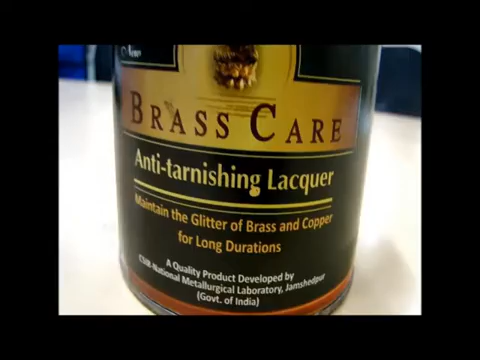 New
BRASS CARE
Anti-tarnishing Lacquer
Maintain the Glitter of Brass and Copper
for Long Durations
A Quality Product Developed by
CSIR-National Metallurgical Laboratory, Jamshedpur
(Govt. of India)